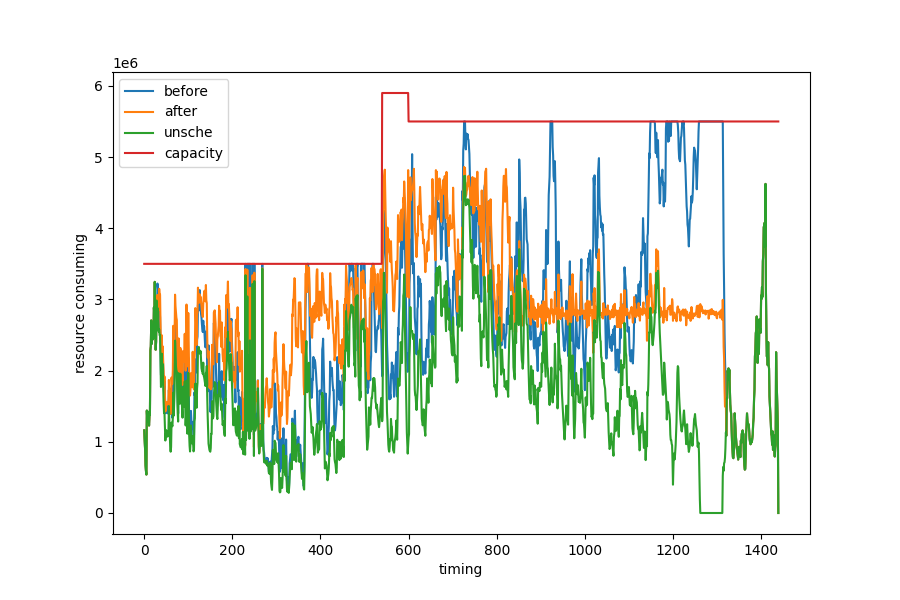 1e6
before
after
unsche
capacity
6
5
4
3
2
1
0
resource consuming
0 200 400 600 800 1000 1200 1400
timing